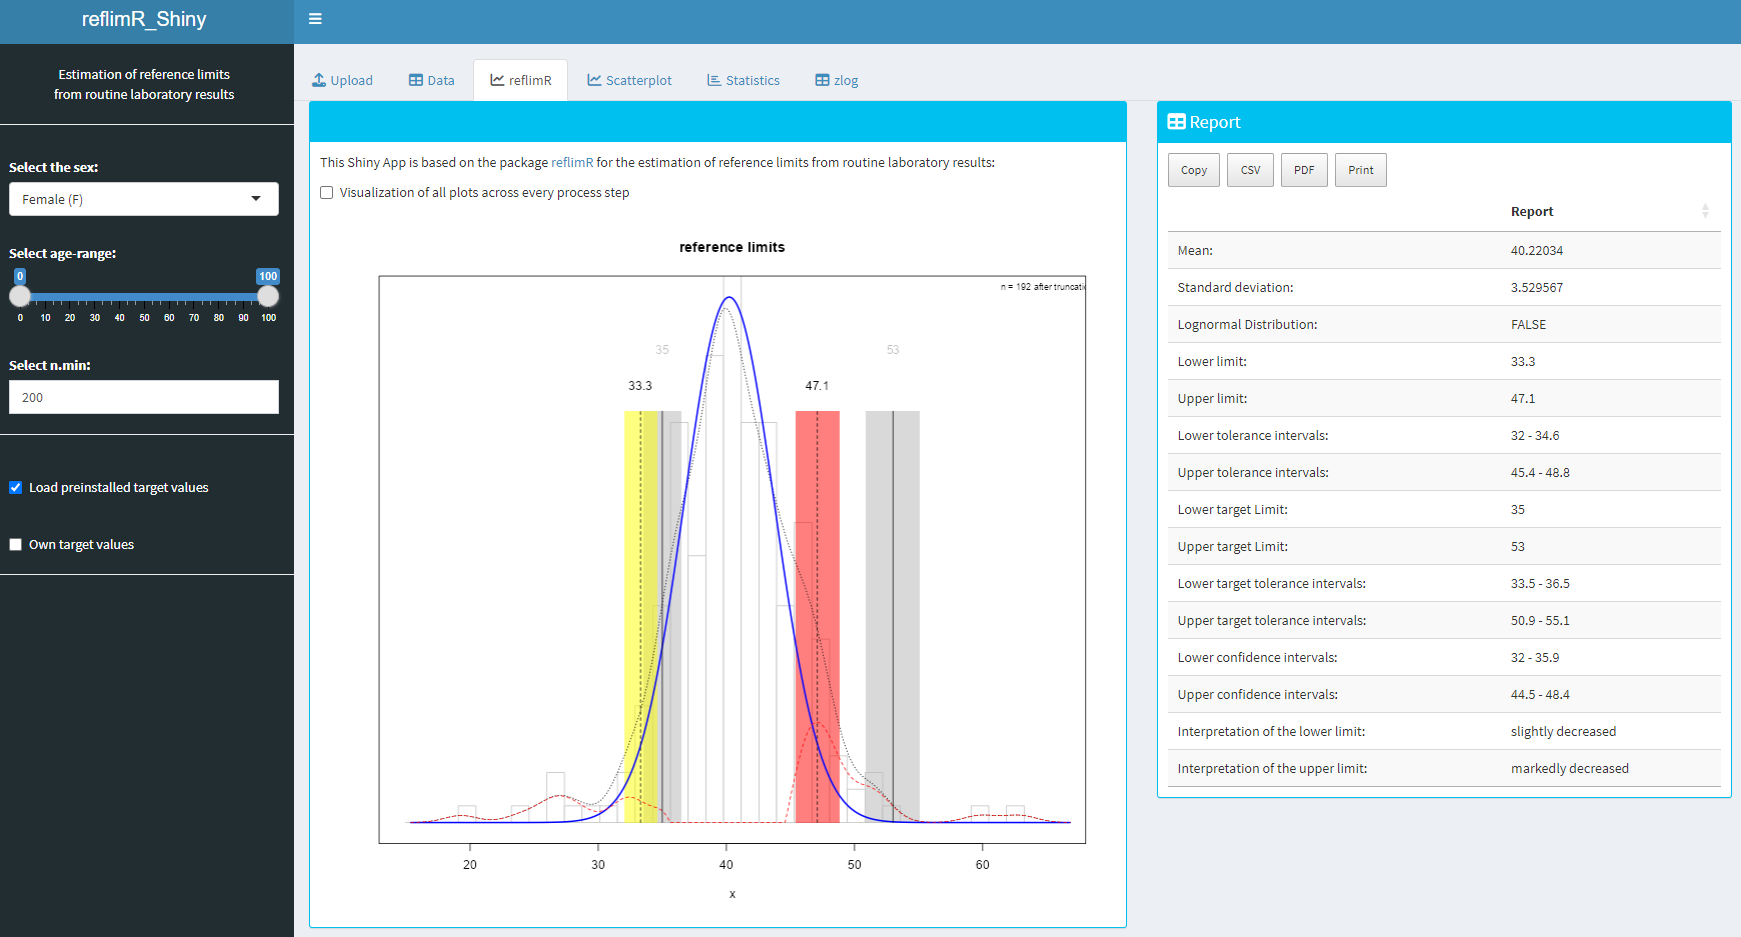 reflimR_Shiny
Estimation of reference limits
from routine laboratory results
Select the sex:
Female (F)
Select age-range:
0 100
0 10 20 30 40 50 60 70 80 90 100
Select n.min:
200
Load preinstalled target values
Own target values
Upload Data reflimR Scatterplot Statistics zlog
This Shiny App is based on the package reflimR for the estimation of reference limits from routine laboratory results:
Visualization of all plots across every process step
reference limits
n = 192 after truncatio
35 53
33.3 47.1
20 30 40 50 60
x
Report
Copy CSV PDF Print
Report
Mean: 40.22034
Standard deviation: 3.529567
Lognormal Distribution: FALSE
Lower limit: 33.3
Upper limit: 47.1
Lower tolerance intervals: 32 - 34.6
Upper tolerance intervals: 45.4 - 48.8
Lower target Limit: 35
Upper target Limit: 53
Lower target tolerance intervals: 33.5 - 36.5
Upper target tolerance intervals: 50.9 - 55.1
Lower confidence intervals: 32 - 35.9
Upper confidence intervals: 44.5 - 48.4
Interpretation of the lower limit: slightly decreased
Interpretation of the upper limit: markedly decreased